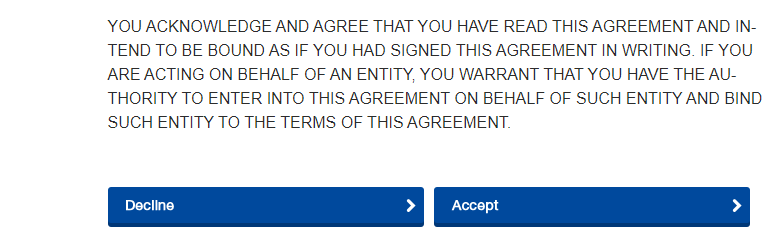 YOU ACKNOWLEDGE AND AGREE THAT YOU HAVE READ THIS AGREEMENT AND IN-
TEND TO BE BOUND AS IF YOU HAD SIGNED THIS AGREEMENT IN WRITING. IF YOU
ARE ACTING ON BEHALF OF AN ENTITY, YOU WARRANT THAT YOU HAVE THE AU-
THORITY TO ENTER INTO THIS AGREEMENT ON BEHALF OF SUCH ENTITY AND BIND
SUCH ENTITY TO THE TERMS OF THIS AGREEMENT.
Decline
Accept